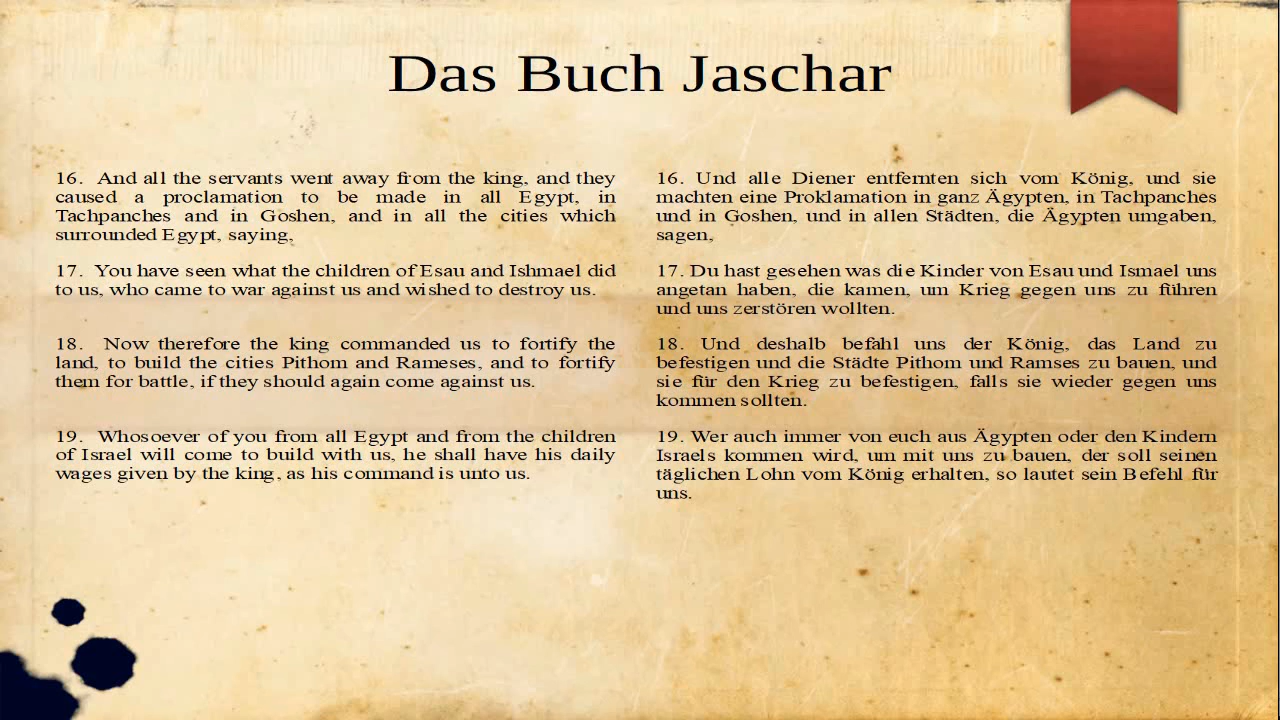 Das Buch Jaschar
16. And all the servants went away from the king, and they
caused a proclamation to be made in all Egypt, in
Tachpanches and in Goshen, and in all the cities which
surrounded Egypt, saying,
17. You have seen what the children of Esau and Ishmael did
to us, who came to war against us and wished to destroy us.
18. Now therefore the king commanded us to fortify the
land, to build the cities Pithom and Rameses, and to fortify
them for battle, if they should again come against us.
19. Whosoever of you from all Egypt and from the children
of Israel will come to build with us, he shall have his daily
wages given by the king, as his command is unto us.
16. Und alle Diener entfernten sich vom König, und sie
machten eine Proklamation in ganz Ägypten, in Tachpanches
und in Goshen, und in allen Städten, die Ägypten umgaben,
sagen,
17. Du hast gesehen was die Kinder von Esau und Ismael uns
angetan haben, die kamen, um Krieg gegen uns zu führen
und uns zerstören wollten.
18. Und deshalb befahl uns der König, das Land zu
befestigen und die Städte Pithom und Ramses zu bauen, und
sie für den Krieg zu befestigen, falls sie wieder gegen uns
kommen sollten.
19. Wer auch immer von euch aus Ägypten oder den Kindern
Israels kommen wird, um mit uns zu bauen, der soll seinen
täglichen Lohn vom König erhalten, so lautet sein Befehl für
uns.